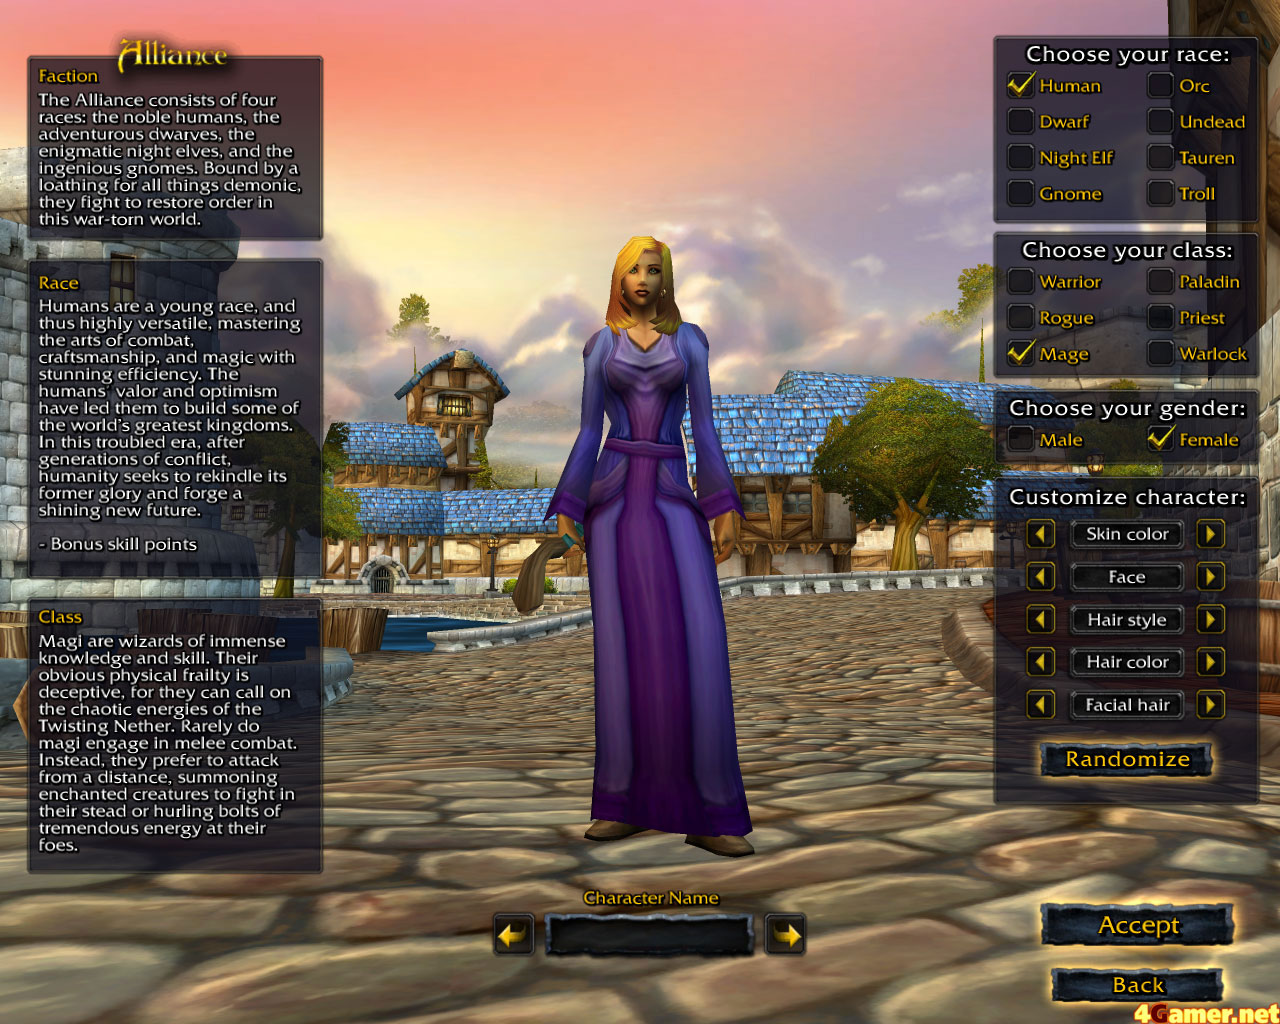 Alliance
Faction
The Alliance consists of four
races: the noble humans, the
adventurous dwarves, the
enigmatic night elves, and the
ingenious gnomes. Bound by a
loathing for all things demonic,
they fight to restore order in
this war-torn world.
Race
Humans are a young race, and
thus highly versatile, mastering
the arts of combat,
craftsmanship, and magic with
stunning efficiency. The
humans' valor and optimism
have led them to build some of
the world's greatest kingdoms.
In this troubled era, after
generations of conflict,
humanity seeks to rekindle its
former glory and forge a
shining new future.
- Bonus skill points
Class
Magi are wizards of immense
knowledge and skill. Their
obvious physical frailty is
deceptive, for they can call on
the chaotic energies of the
Twisting Nether. Rarely do
magi engage in melee combat.
Instead, they prefer to attack
from a distance, summoning
enchanted creatures to fight in
their stead or hurling bolts of
tremendous energy at their
foes.
Character Name
Choose your race:
Human Orc
Dwarf Undead
Night Elf Tauren
Gnome Troll
Choose your class:
Warrior Paladin
Rogue Priest
Mage Warlock
Choose your gender:
Male Female
Customize character:
Skin color
Face
Hair style
Hair color
Facial hair
Randomize
Accept
Back
4Gamer.net